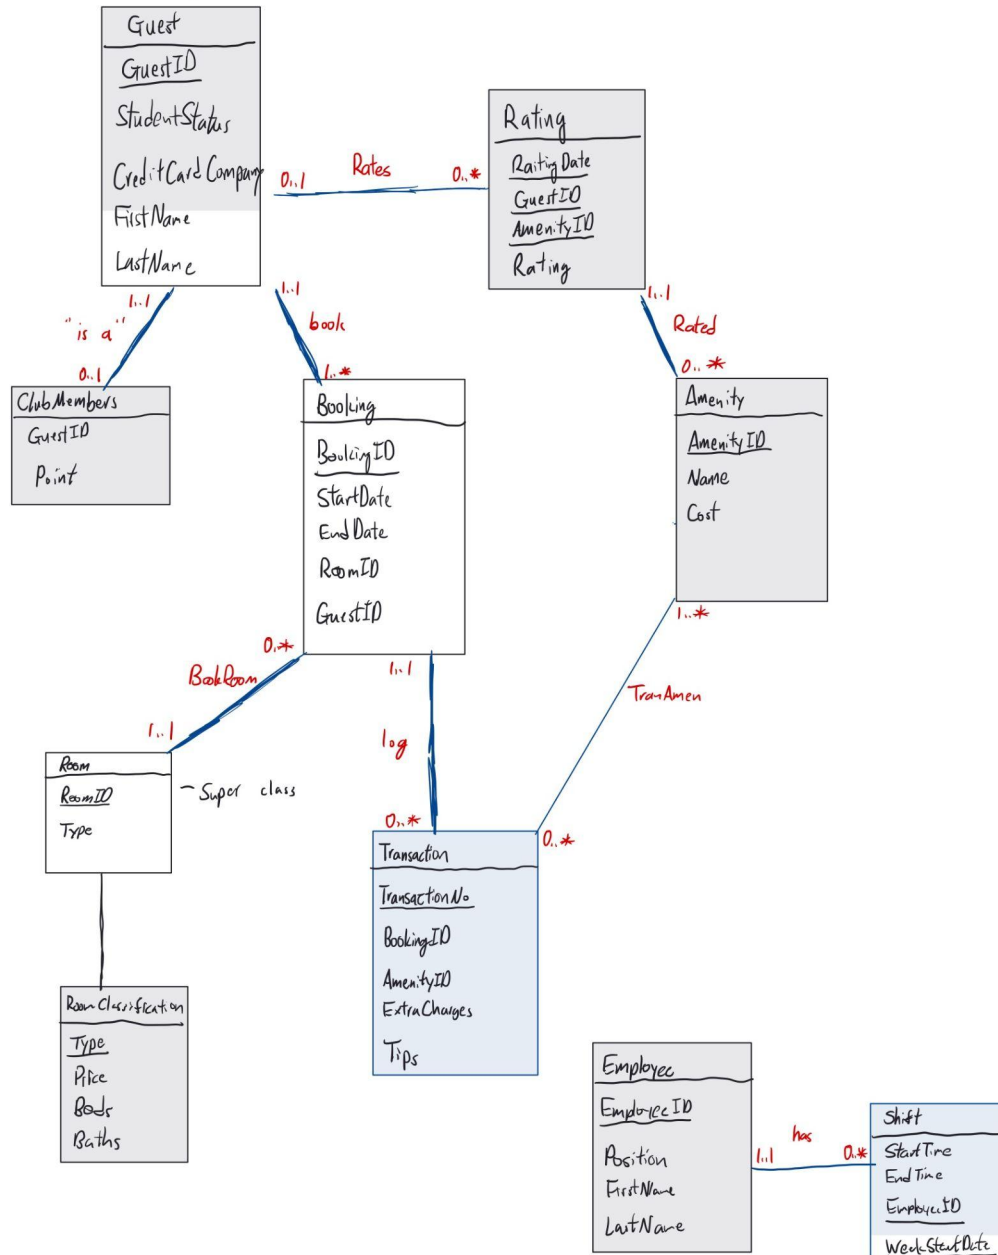 Guest
GuestID
StudentStatus
CreditCardCompany
FirstName
LastName
0..1
Rates
0..*
Rating
RaitingDate
GuestID
AmenityID
Rating
1..1
"is a"
0..1
1..1
book
1..*
1..1
Rated
0..*
ClubMembers
GuestID
Point
Booking
BookingID
StartDate
EndDate
RoomID
GuestID
Amenity
AmenityID
Name
Cost
0..*
BookRoom
1..1
1..1
log
0..*
1..*
TranAmen
0..*
Room
RoomID
Type
- Super class
Transaction
TransactionNo
BookingID
AmenityID
ExtraCharges
Tips
RoomClassification
Type
Price
Beds
Baths
Employee
EmployeeID
Position
FirstName
LastName
1..1
has
0..*
Shift
StartTime
EndTime
EmployeeID
WeekStartDate